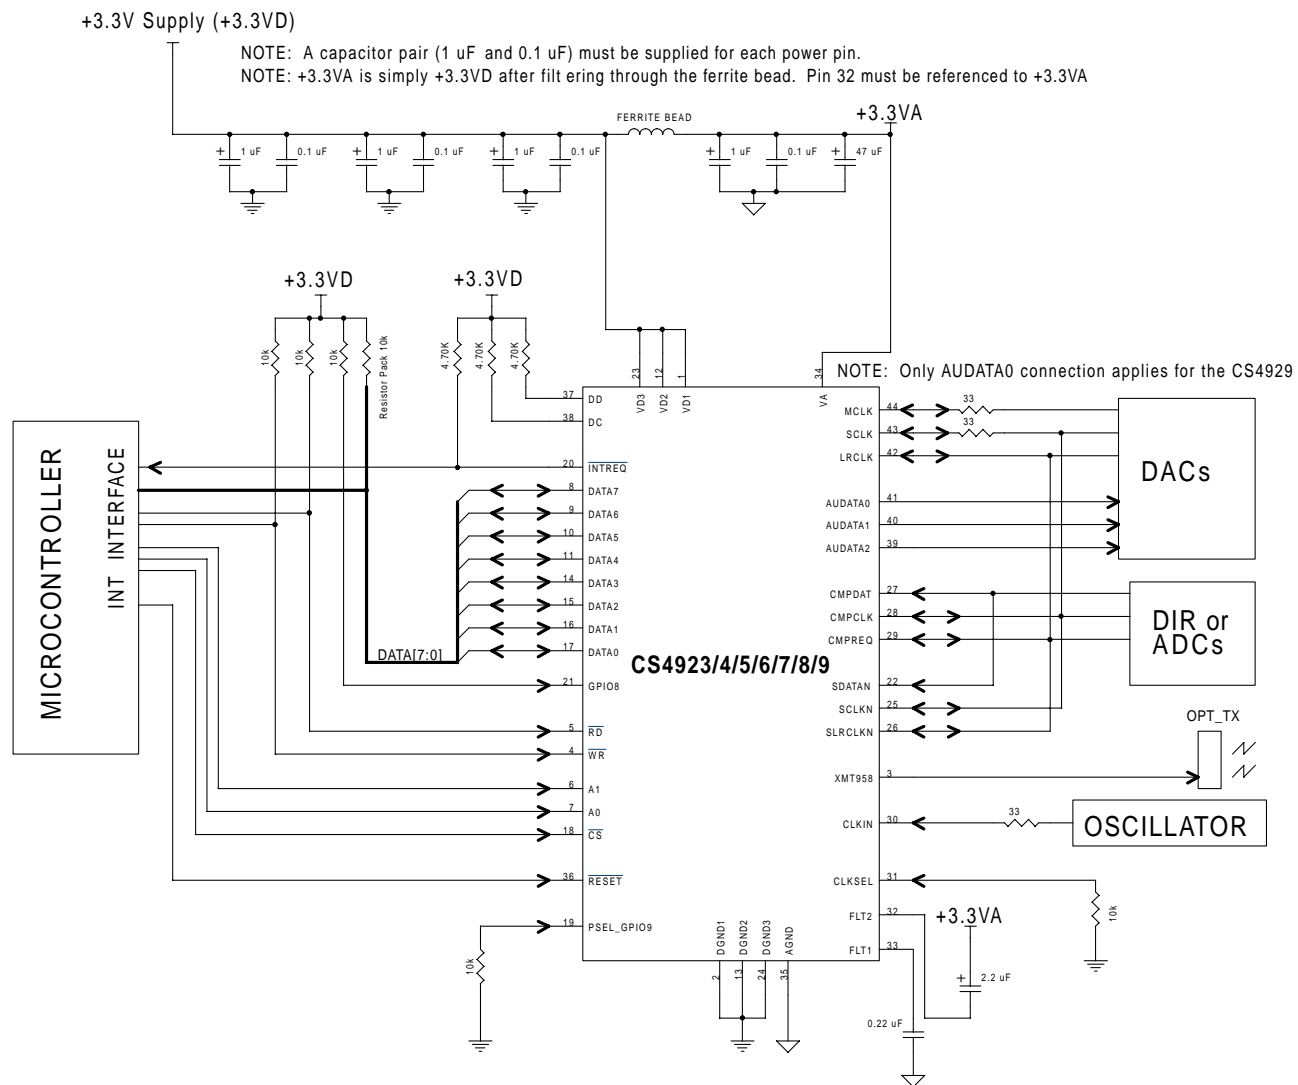 +3.3V Supply (+3.3VD)
NOTE: A capacitor pair (1 uF and 0.1 uF) must be supplied for each power pin.
NOTE: +3.3VA is simply +3.3VD after filt ering through the ferrite bead. Pin 32 must be referenced to +3.3VA
FERRITE BEAD
+3.3VA
+ 1 uF
0.1 uF
+ 1 uF
0.1 uF
+ 1 uF
0.1 uF
+ 1 uF
0.1 uF
+ 47 uF
+3.3VD
+3.3VD
10k
10k
10k
Resistor Pack 10k
4.70K
4.70K
4.70K
23
12
1
34
VD3
VD2
VD1
VA
NOTE: Only AUDATA0 connection applies for the CS4929
MICROCONTROLLER
INT INTERFACE
DATA[7:0]
37 DD
38 DC
20 INTREQ
8 DATA7
9 DATA6
10 DATA5
11 DATA4
14 DATA3
15 DATA2
16 DATA1
17 DATA0
21 GPIO8
5 RD
4 WR
6 A1
7 A0
18 CS
36 RESET
19 PSEL_GPIO9
10k
CS4923/4/5/6/7/8/9
MCLK 44
33
SCLK 43
33
LRCLK 42
AUDATA0 41
AUDATA1 40
AUDATA2 39
DACs
CMPDAT 27
CMPCLK 28
CMPREQ 29
DIR or
ADCs
SDATAN 22
SCLKN 25
SLRCLKN 26
OPT_TX
XMT958 3
CLKIN 30
33
OSCILLATOR
CLKSEL 31
10k
FLT2 32
+3.3VA
FLT1 33
+ 2.2 uF
0.22 uF
DGND1
DGND2
DGND3
AGND
2
13
24
35